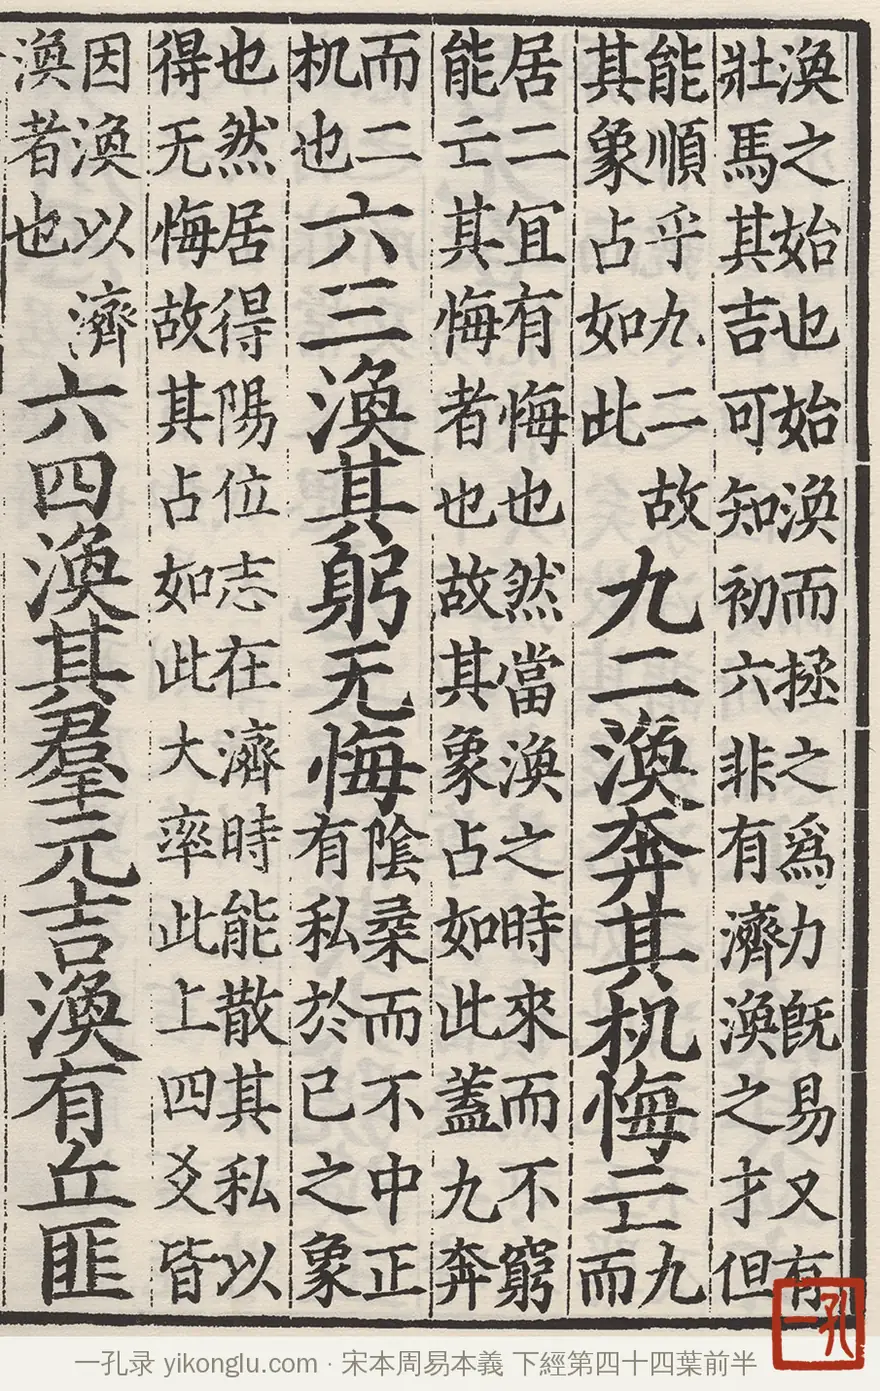 渙之始也始渙而拯之爲力旣易又有
壯馬其吉可知初六非有濟渙之才但
能順乎九二故
其象占如此
九二渙奔其机悔亡
九
而
居二冝有悔也然當渙之時來而不窮
能亡其悔者也故其象占如此蓋九奔
而二
机也
六三渙其躬无悔
陰柔而不中正
有私於己之象
也然居得陽位志在濟時能散其私以
得无悔故其占如此大率此上四爻皆
因渙以濟
渙者也
六四渙其羣元吉渙有丘匪
一孔
一孔录 yikonglu.com · 宋本周易本義 下經第四十四葉前半